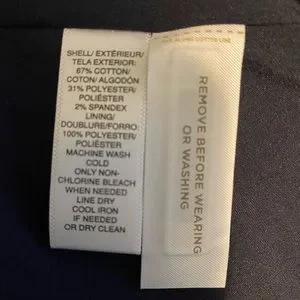 SHELL/ EXTÉRIEUR/
TELA EXTERIOR:
67% COTTON/
COTON/ ALGODÓN
31% POLYESTER/
POLIÉSTER
2% SPANDEX
LINING/
DOUBLURE/FORRO:
100% POLYESTER/
POLIÉSTER
MACHINE WASH
COLD
ONLY NON-
CHLORINE BLEACH
WHEN NEEDED
LINE DRY
COOL IRON
IF NEEDED
OR DRY CLEAN
REMOVE BEFORE WEARING
OR WASHING